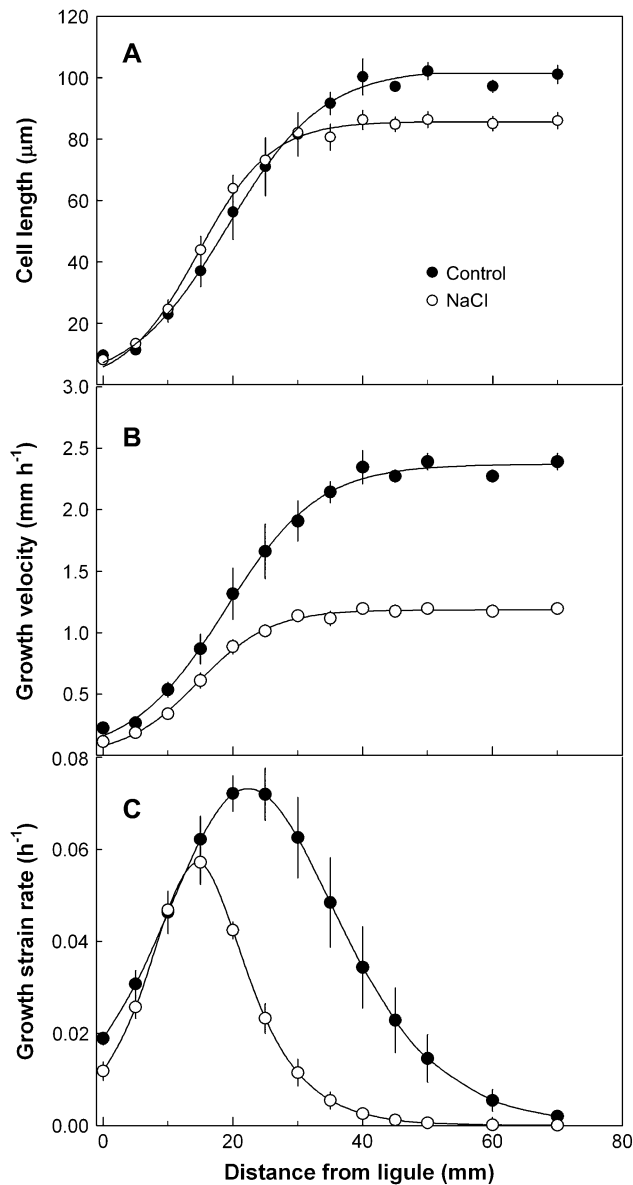 120
A
100
80
60
40
20
Cell length (µm)
Control
NaCl
3.0
B
2.5
2.0
1.5
1.0
0.5
Growth velocity (mm h-1)
0.08
C
0.06
0.04
0.02
0.00
Growth strain rate (h-1)
0 20 40 60 80
Distance from ligule (mm)